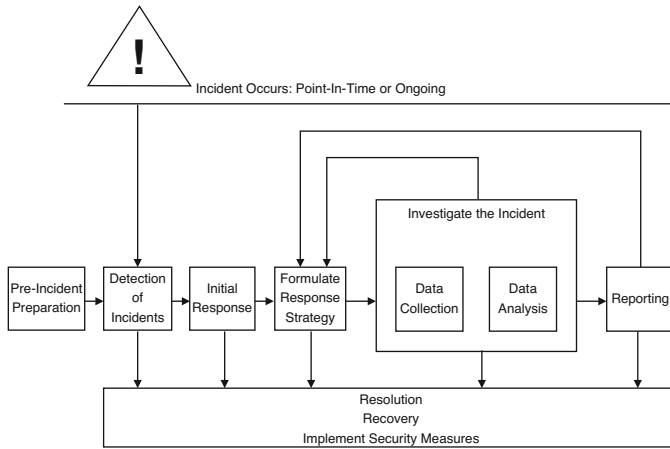 !
Incident Occurs: Point-In-Time or Ongoing
Investigate the Incident
Pre-Incident
Preparation
Detection
of
Incidents
Initial
Response
Formulate
Response
Strategy
Data
Collection
Data
Analysis
Reporting
Resolution
Recovery
Implement Security Measures